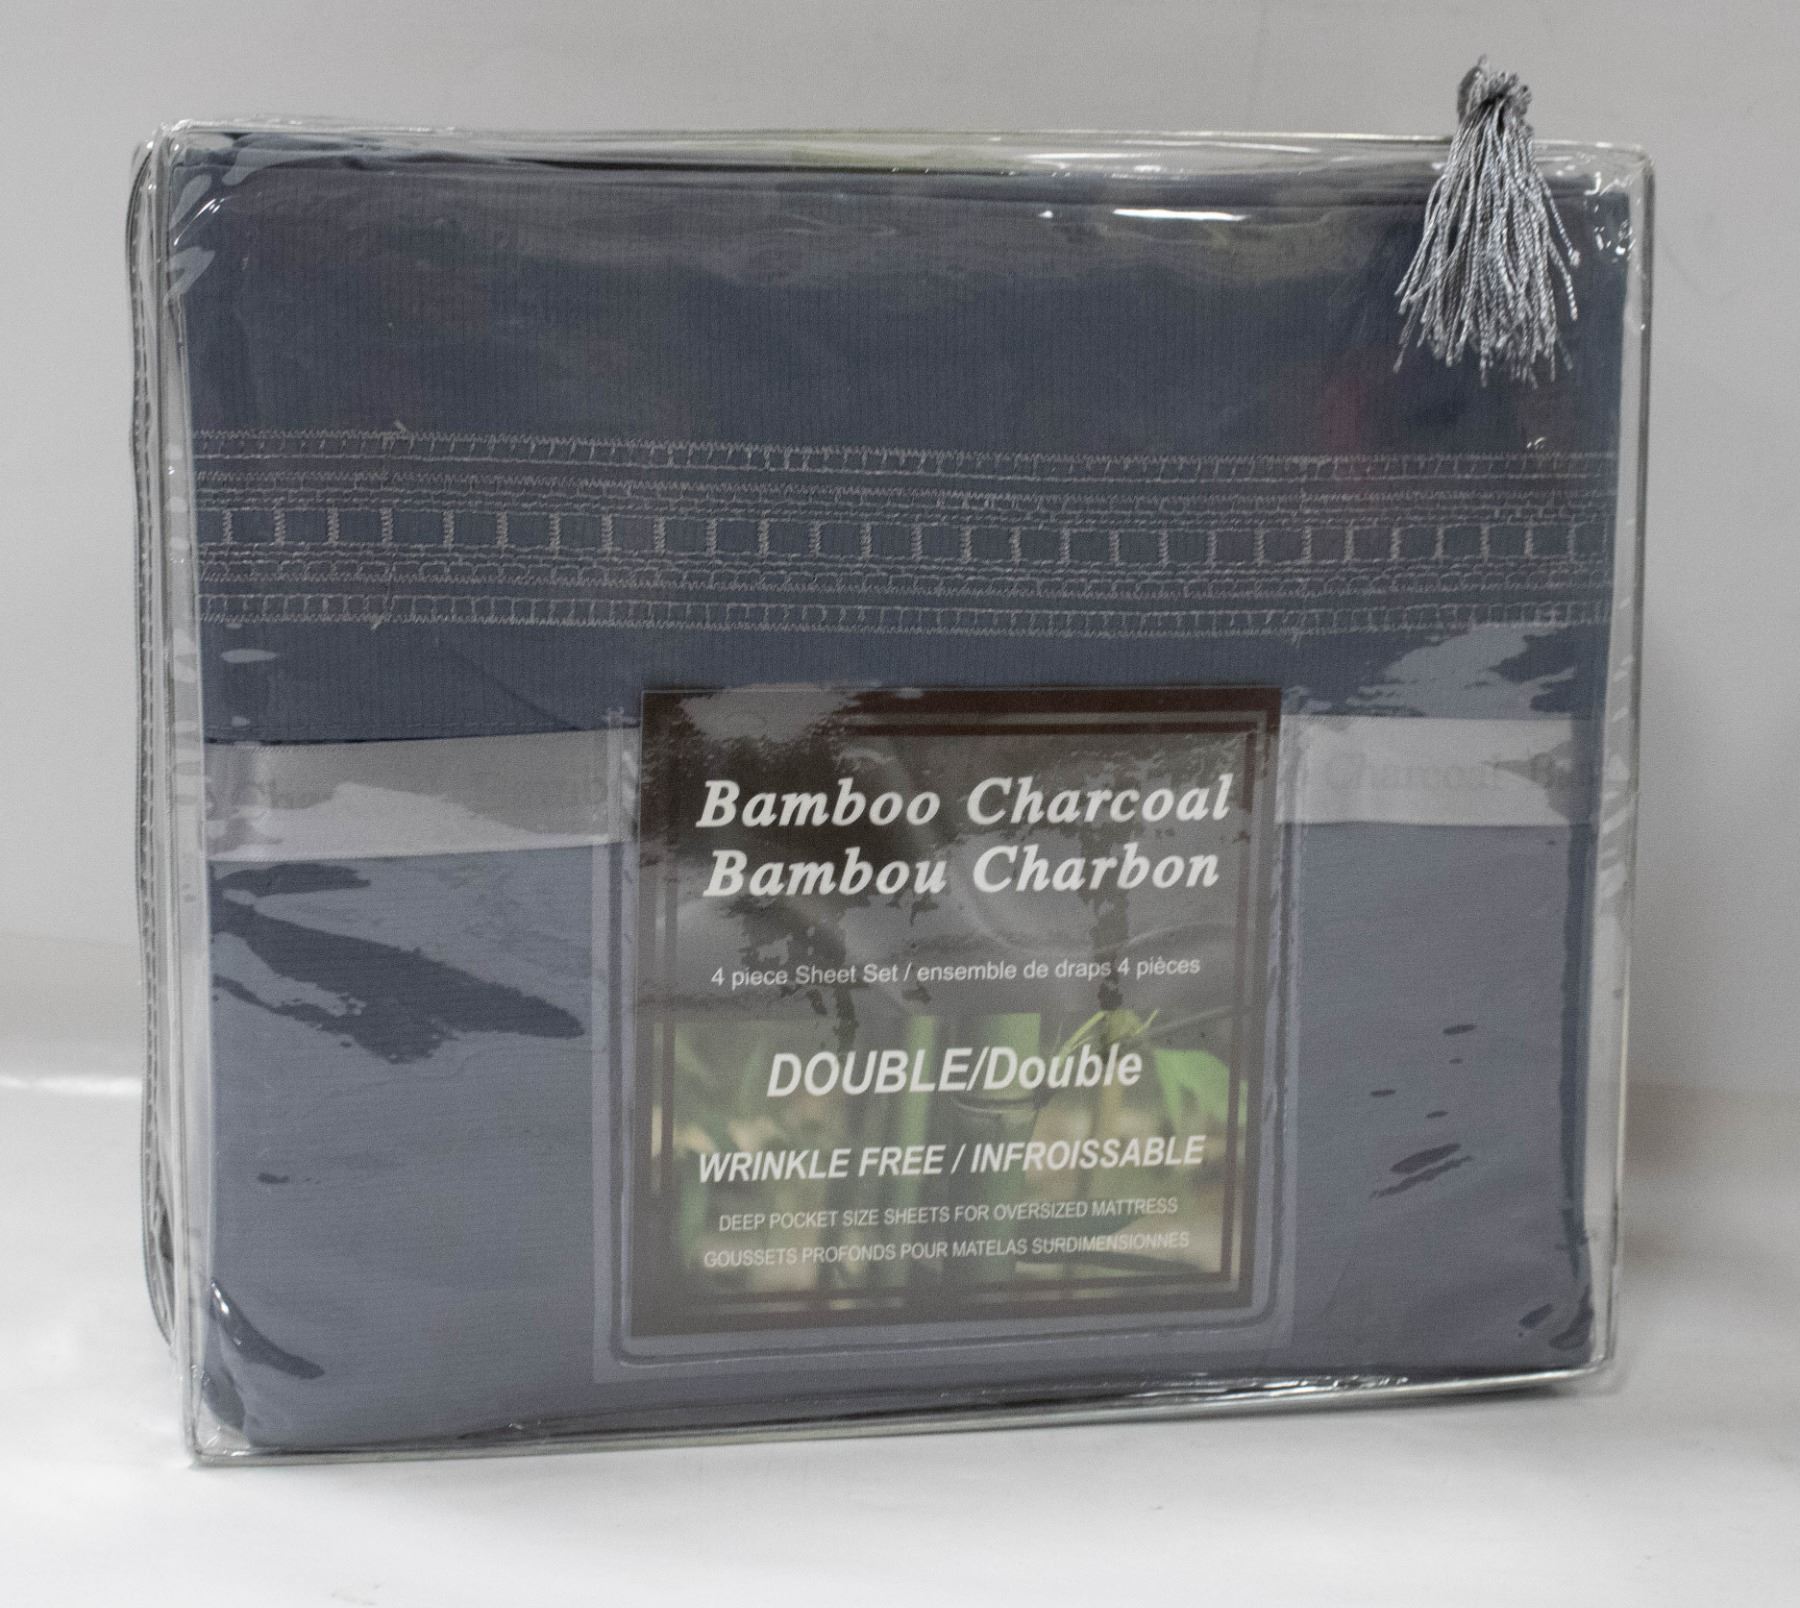 Bamboo Charcoal
Bambou Charbon
4 piece Sheet Set / ensemble de draps 4 pièces
DOUBLE/Double
WRINKLE FREE / INFROISSABLE
DEEP POCKET SIZE SHEETS FOR OVERSIZED MATTRESS
GOUSSETS PROFONDS POUR MATELAS SURDIMENSIONNES
Charcoal